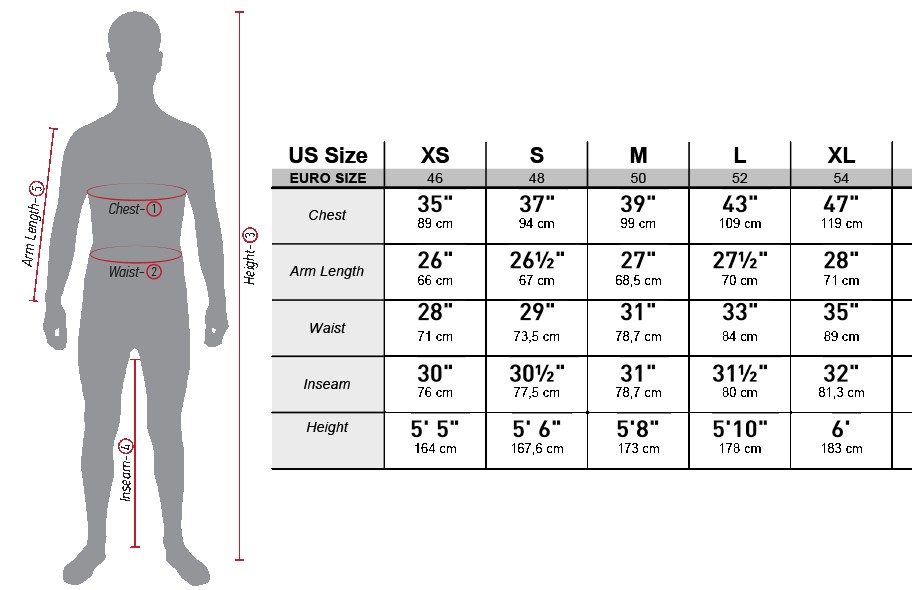 Chest-1
Waist-2
Height-3
Inseam-4
Arm Length-5
US Size XS S M L XL
EURO SIZE 46 48 50 52 54
Chest 35" 37" 39" 43" 47"
89 cm 94 cm 99 cm 109 cm 119 cm
Arm Length 26" 26½" 27" 27½" 28"
66 cm 67 cm 68,5 cm 70 cm 71 cm
Waist 28" 29" 31" 33" 35"
71 cm 73,5 cm 78,7 cm 84 cm 89 cm
Inseam 30" 30½" 31" 31½" 32"
76 cm 77,5 cm 78,7 cm 80 cm 81,3 cm
Height 5' 5" 5' 6" 5'8" 5'10" 6'
164 cm 167,6 cm 173 cm 178 cm 183 cm